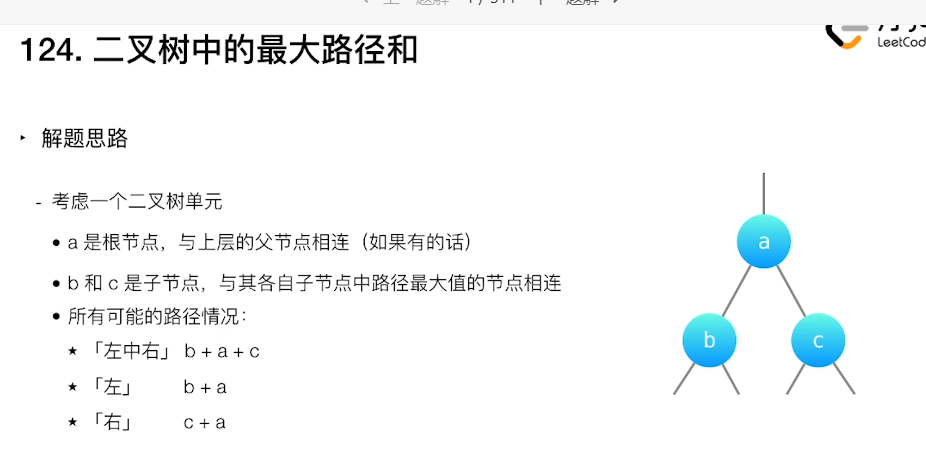 124. 二叉树中的最大路径和
LeetCod
‣ 解题思路
- 考虑一个二叉树单元
• a 是根节点，与上层的父节点相连（如果有的话）
• b 和 c 是子节点，与其各自子节点中路径最大值的节点相连
• 所有可能的路径情况：
★ 「左中右」 b + a + c
★ 「左」 b + a
★ 「右」 c + a
a
b
c